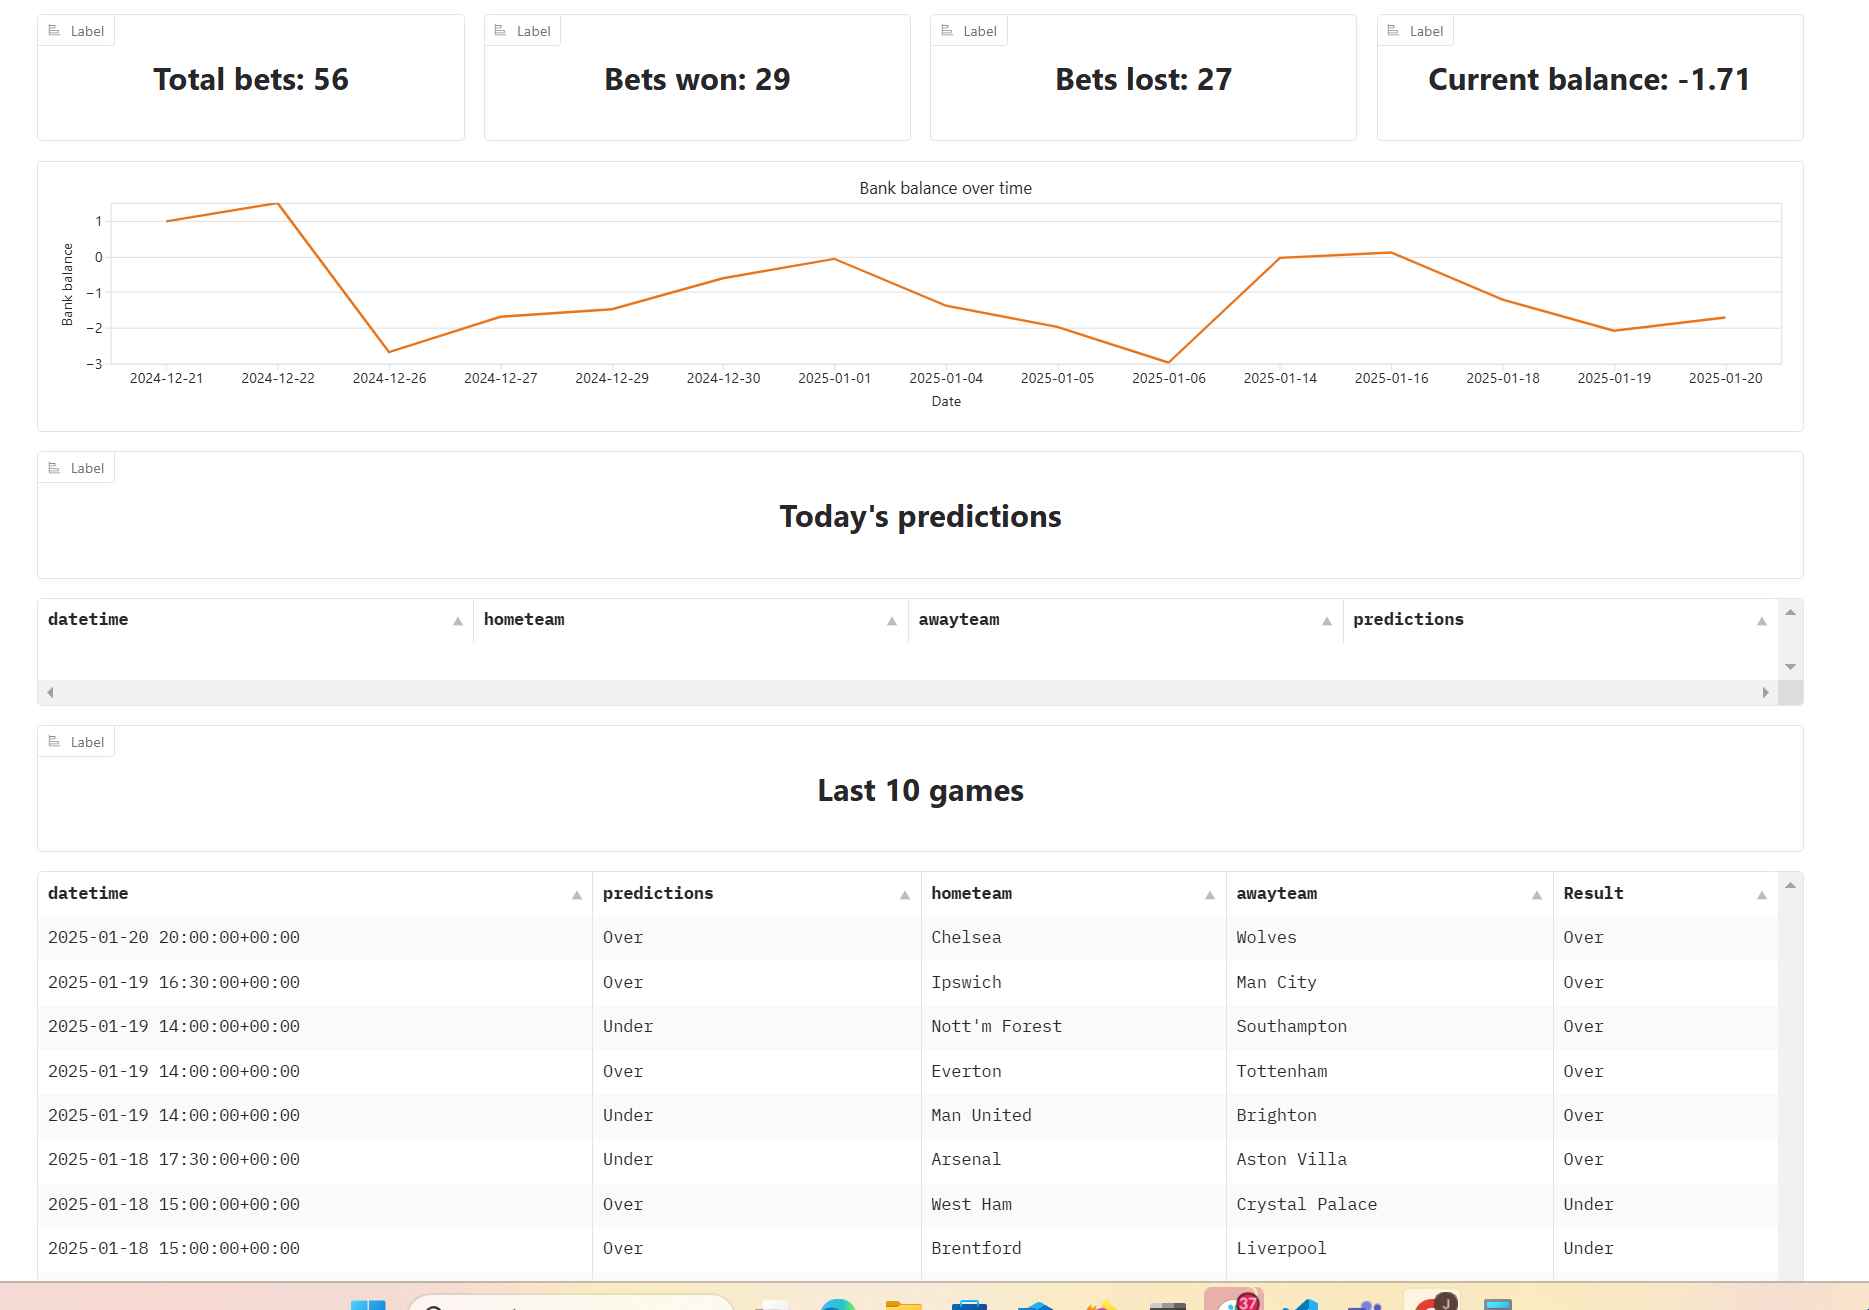 Label Label Label Label
Total bets: 56 Bets won: 29 Bets lost: 27 Current balance: -1.71
Bank balance over time
Bank balance
1
0
−1
−2
−3
2024-12-21 2024-12-22 2024-12-26 2024-12-27 2024-12-29 2024-12-30 2025-01-01 2025-01-04 2025-01-05 2025-01-06 2025-01-14 2025-01-16 2025-01-18 2025-01-19 2025-01-20
Date
Label
Today's predictions
datetime hometeam awayteam predictions
Label
Last 10 games
datetime predictions hometeam awayteam Result
2025-01-20 20:00:00+00:00 Over Chelsea Wolves Over
2025-01-19 16:30:00+00:00 Over Ipswich Man City Over
2025-01-19 14:00:00+00:00 Under Nott'm Forest Southampton Over
2025-01-19 14:00:00+00:00 Over Everton Tottenham Over
2025-01-19 14:00:00+00:00 Under Man United Brighton Over
2025-01-18 17:30:00+00:00 Under Arsenal Aston Villa Over
2025-01-18 15:00:00+00:00 Over West Ham Crystal Palace Under
2025-01-18 15:00:00+00:00 Over Brentford Liverpool Under
37 J